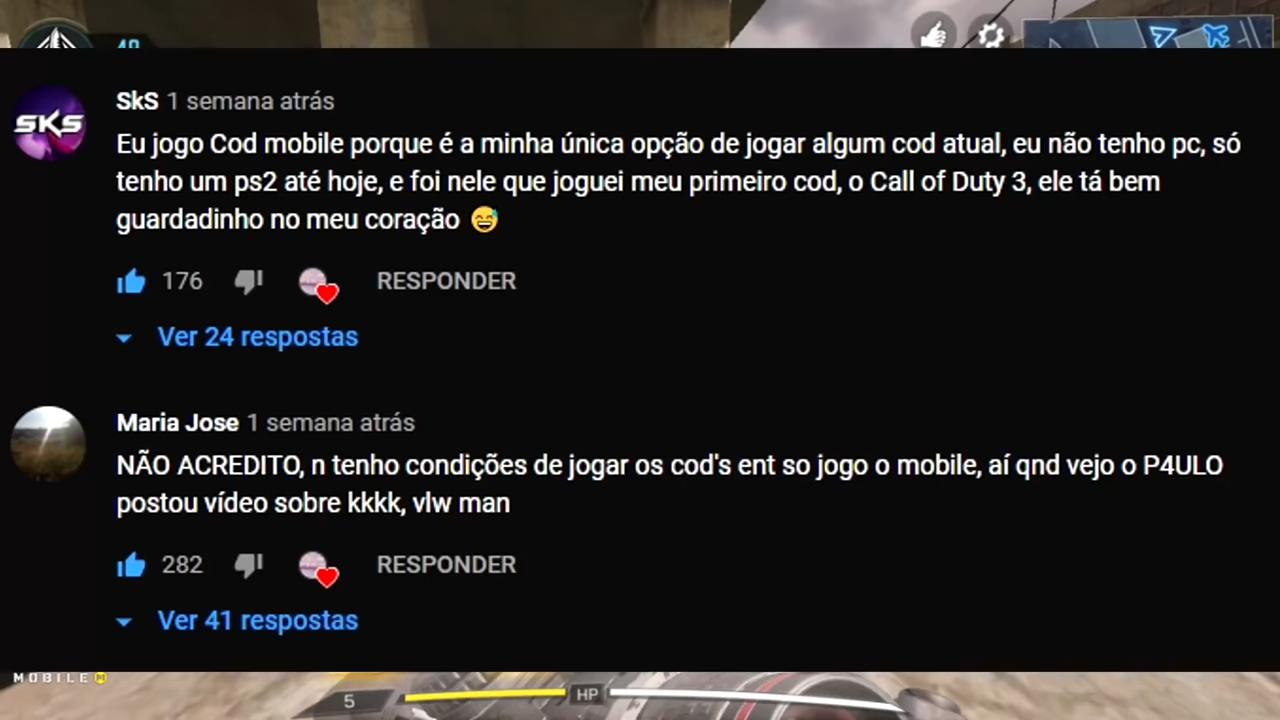 40
SKS
SkS 1 semana atrás
Eu jogo Cod mobile porque é a minha única opção de jogar algum cod atual, eu não tenho pc, só
tenho um ps2 até hoje, e foi nele que joguei meu primeiro cod, o Call of Duty 3, ele tá bem
guardadinho no meu coração 😅
176 RESPONDER
Ver 24 respostas
Maria Jose 1 semana atrás
NÃO ACREDITO, n tenho condições de jogar os cod's ent so jogo o mobile, aí qnd vejo o P4ULO
postou vídeo sobre kkkk, vlw man
282 RESPONDER
Ver 41 respostas
MOBILE
5 HP